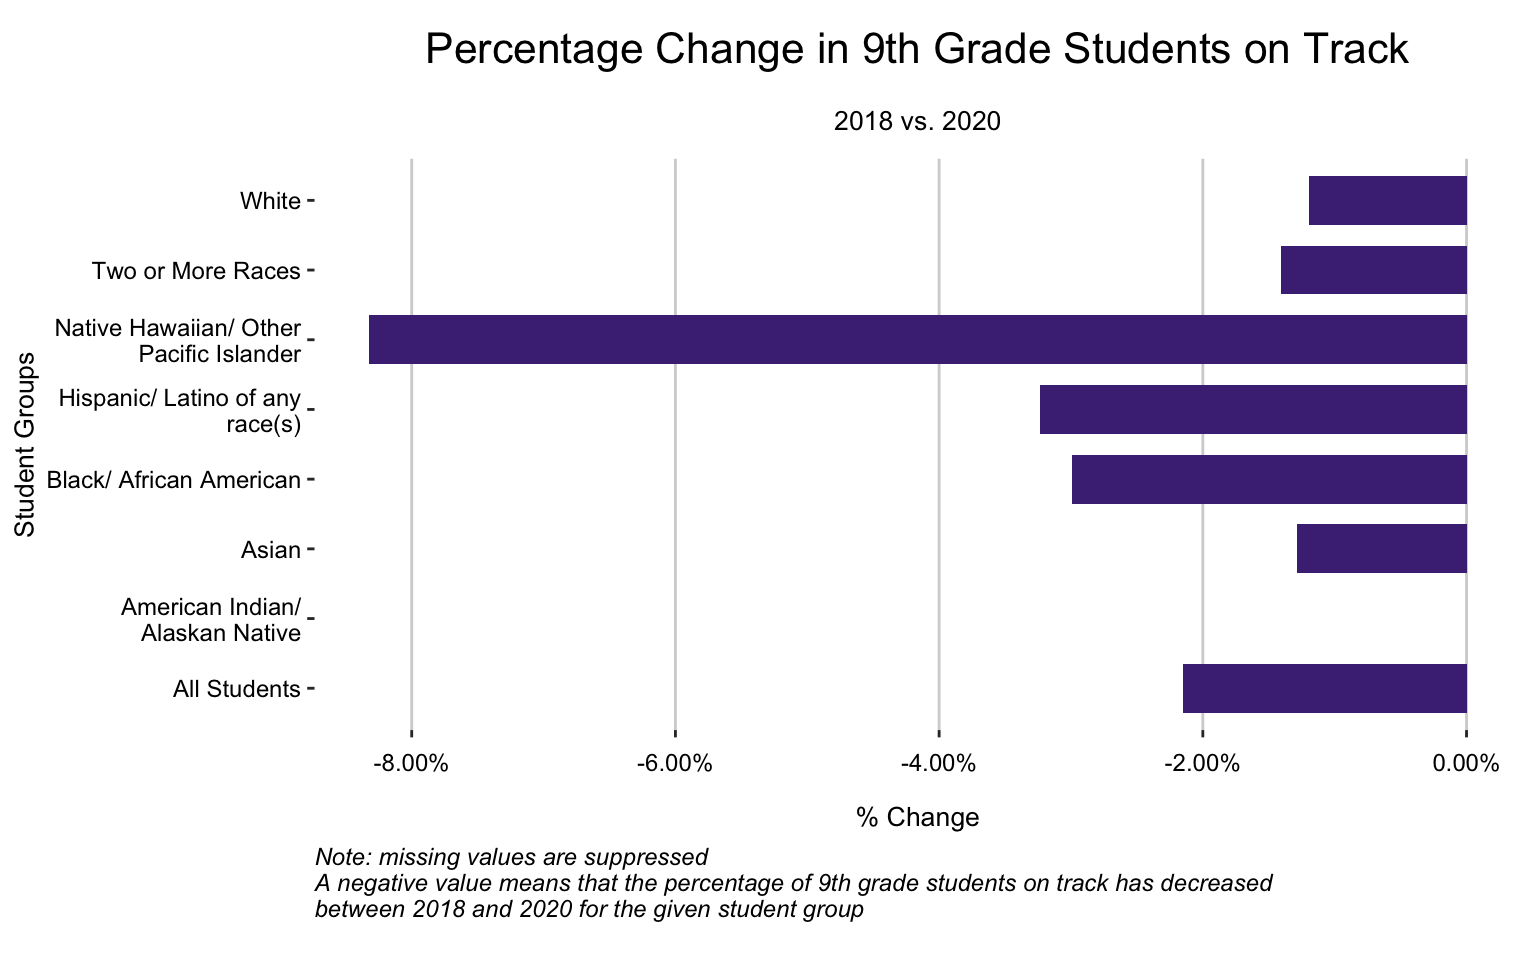 Percentage Change in 9th Grade Students on Track
2018 vs. 2020
Student Groups
White
Two or More Races
Native Hawaiian/ Other
Pacific Islander
Hispanic/ Latino of any
race(s)
Black/ African American
Asian
American Indian/
Alaskan Native
All Students
-8.00% -6.00% -4.00% -2.00% 0.00%
% Change
Note: missing values are suppressed
A negative value means that the percentage of 9th grade students on track has decreased
between 2018 and 2020 for the given student group